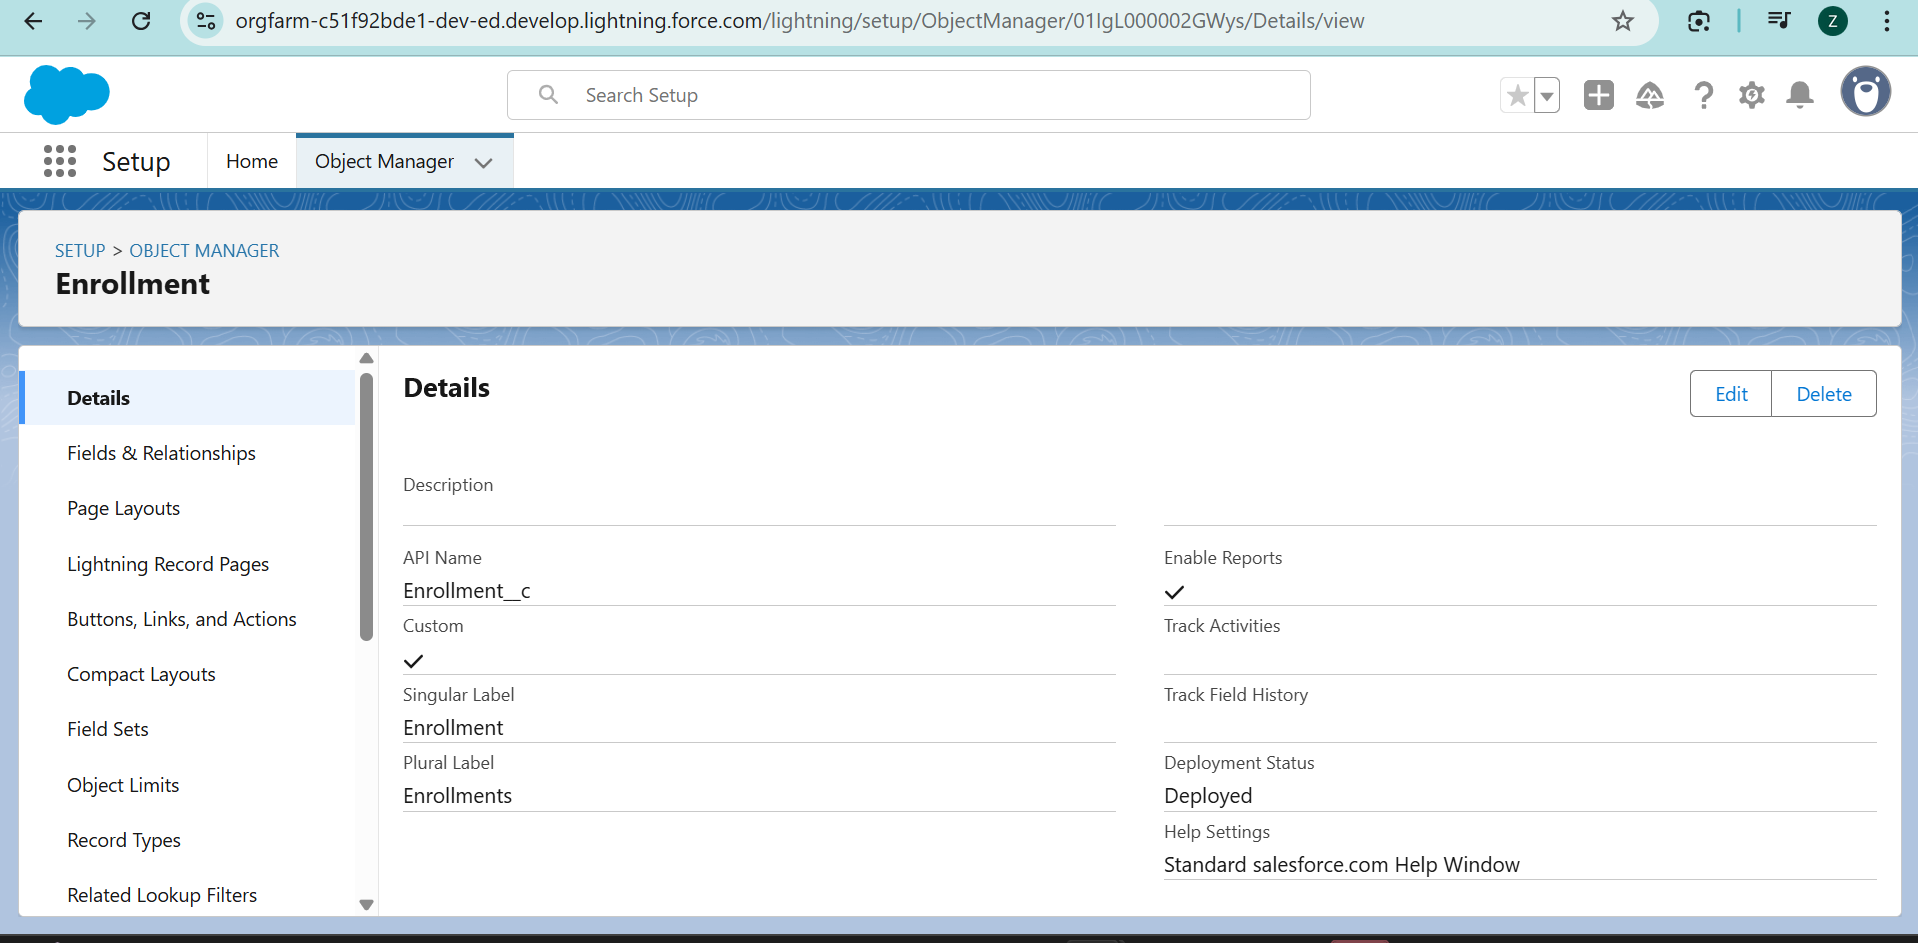 orgfarm-c51f92bde1-dev-ed.develop.lightning.force.com/lightning/setup/ObjectManager/01IgL000002GWys/Details/view
Z
Search Setup
Setup
Home
Object Manager
SETUP > OBJECT MANAGER
Enrollment
Details
Fields & Relationships
Page Layouts
Lightning Record Pages
Buttons, Links, and Actions
Compact Layouts
Field Sets
Object Limits
Record Types
Related Lookup Filters
Details
Edit
Delete
Description
API Name
Enrollment__c
Custom
Singular Label
Enrollment
Plural Label
Enrollments
Enable Reports
Track Activities
Track Field History
Deployment Status
Deployed
Help Settings
Standard salesforce.com Help Window